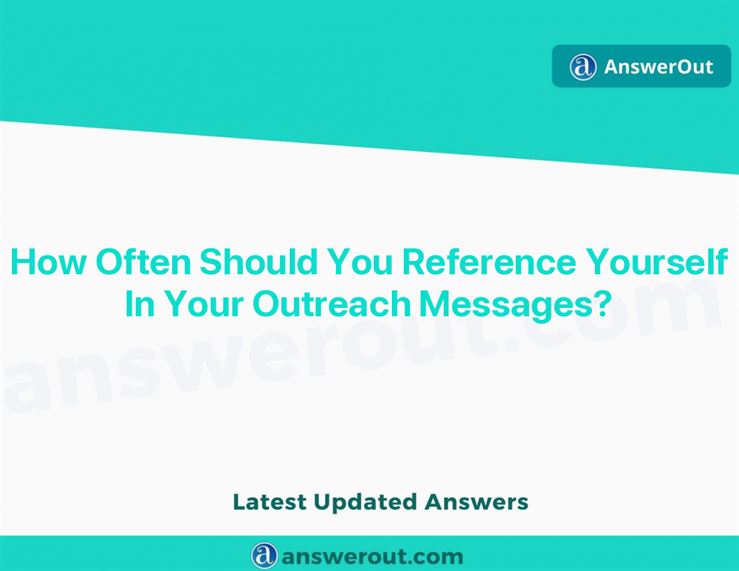 AnswerOut
How Often Should You Reference Yourself
In Your Outreach Messages?
answerout.com
Latest Updated Answers
answerout.com